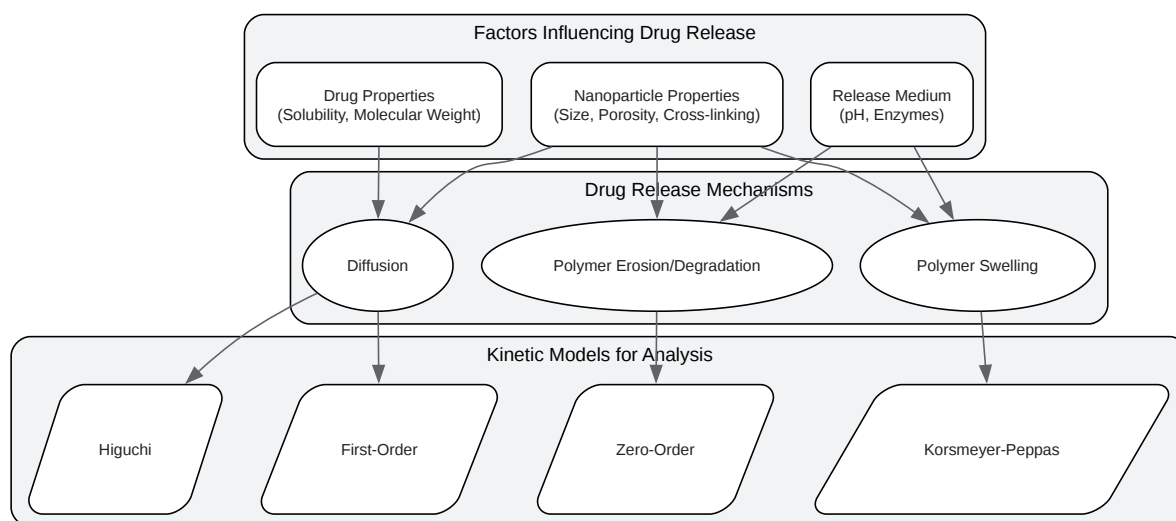 Factors Influencing Drug Release
Drug Properties
(Solubility, Molecular Weight)
Nanoparticle Properties
(Size, Porosity, Cross-linking)
Release Medium
(pH, Enzymes)
Drug Release Mechanisms
Diffusion
Polymer Erosion/Degradation
Polymer Swelling
Kinetic Models for Analysis
Higuchi
First-Order
Zero-Order
Korsmeyer-Peppas